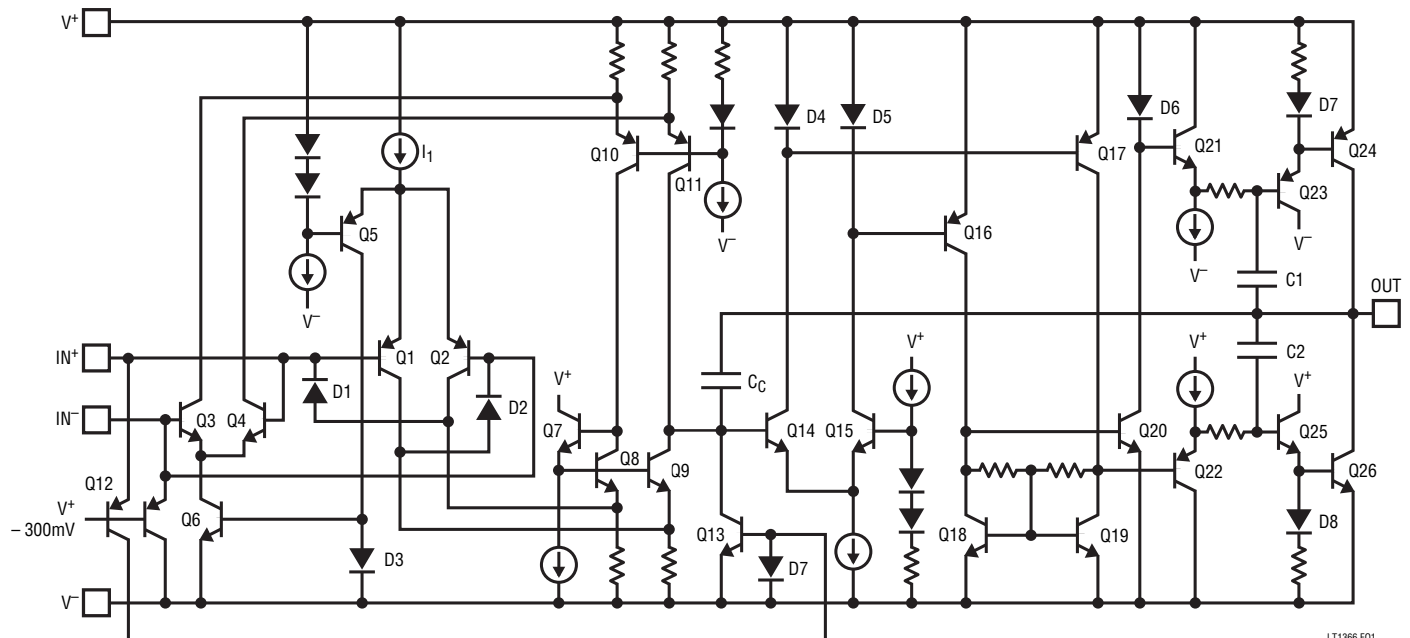 V+
I1
D4
D5
D6
D7
Q10
Q11
Q17
Q21
Q24
Q23
V–
Q5
V–
Q16
V–
V–
C1
OUT
IN+
Q1
Q2
D1
D2
V+
CC
V+
V+
C2
V+
IN–
Q3
Q4
Q7
Q8
Q9
Q14
Q15
Q20
Q22
Q25
Q26
Q12
V+
– 300mV
Q6
D3
Q13
D7
Q18
Q19
D8
V–
LT1366 FO1